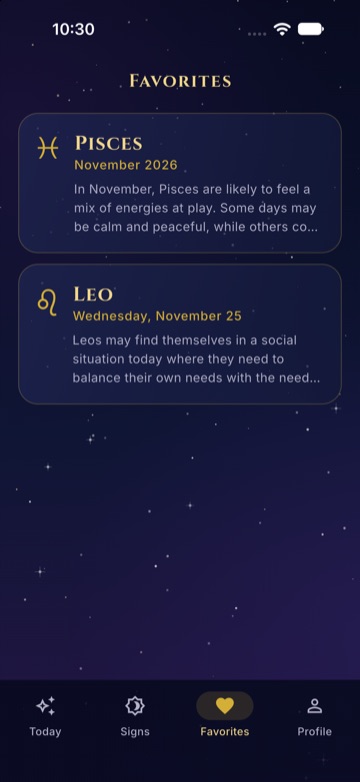 10:30
Favorites
Pisces
November 2026
In November, Pisces are likely to feel a
mix of energies at play. Some days may
be calm and peaceful, while others co...
Leo
Wednesday, November 25
Leos may find themselves in a social
situation today where they need to
balance their own needs with the need...
Today Signs Favorites Profile